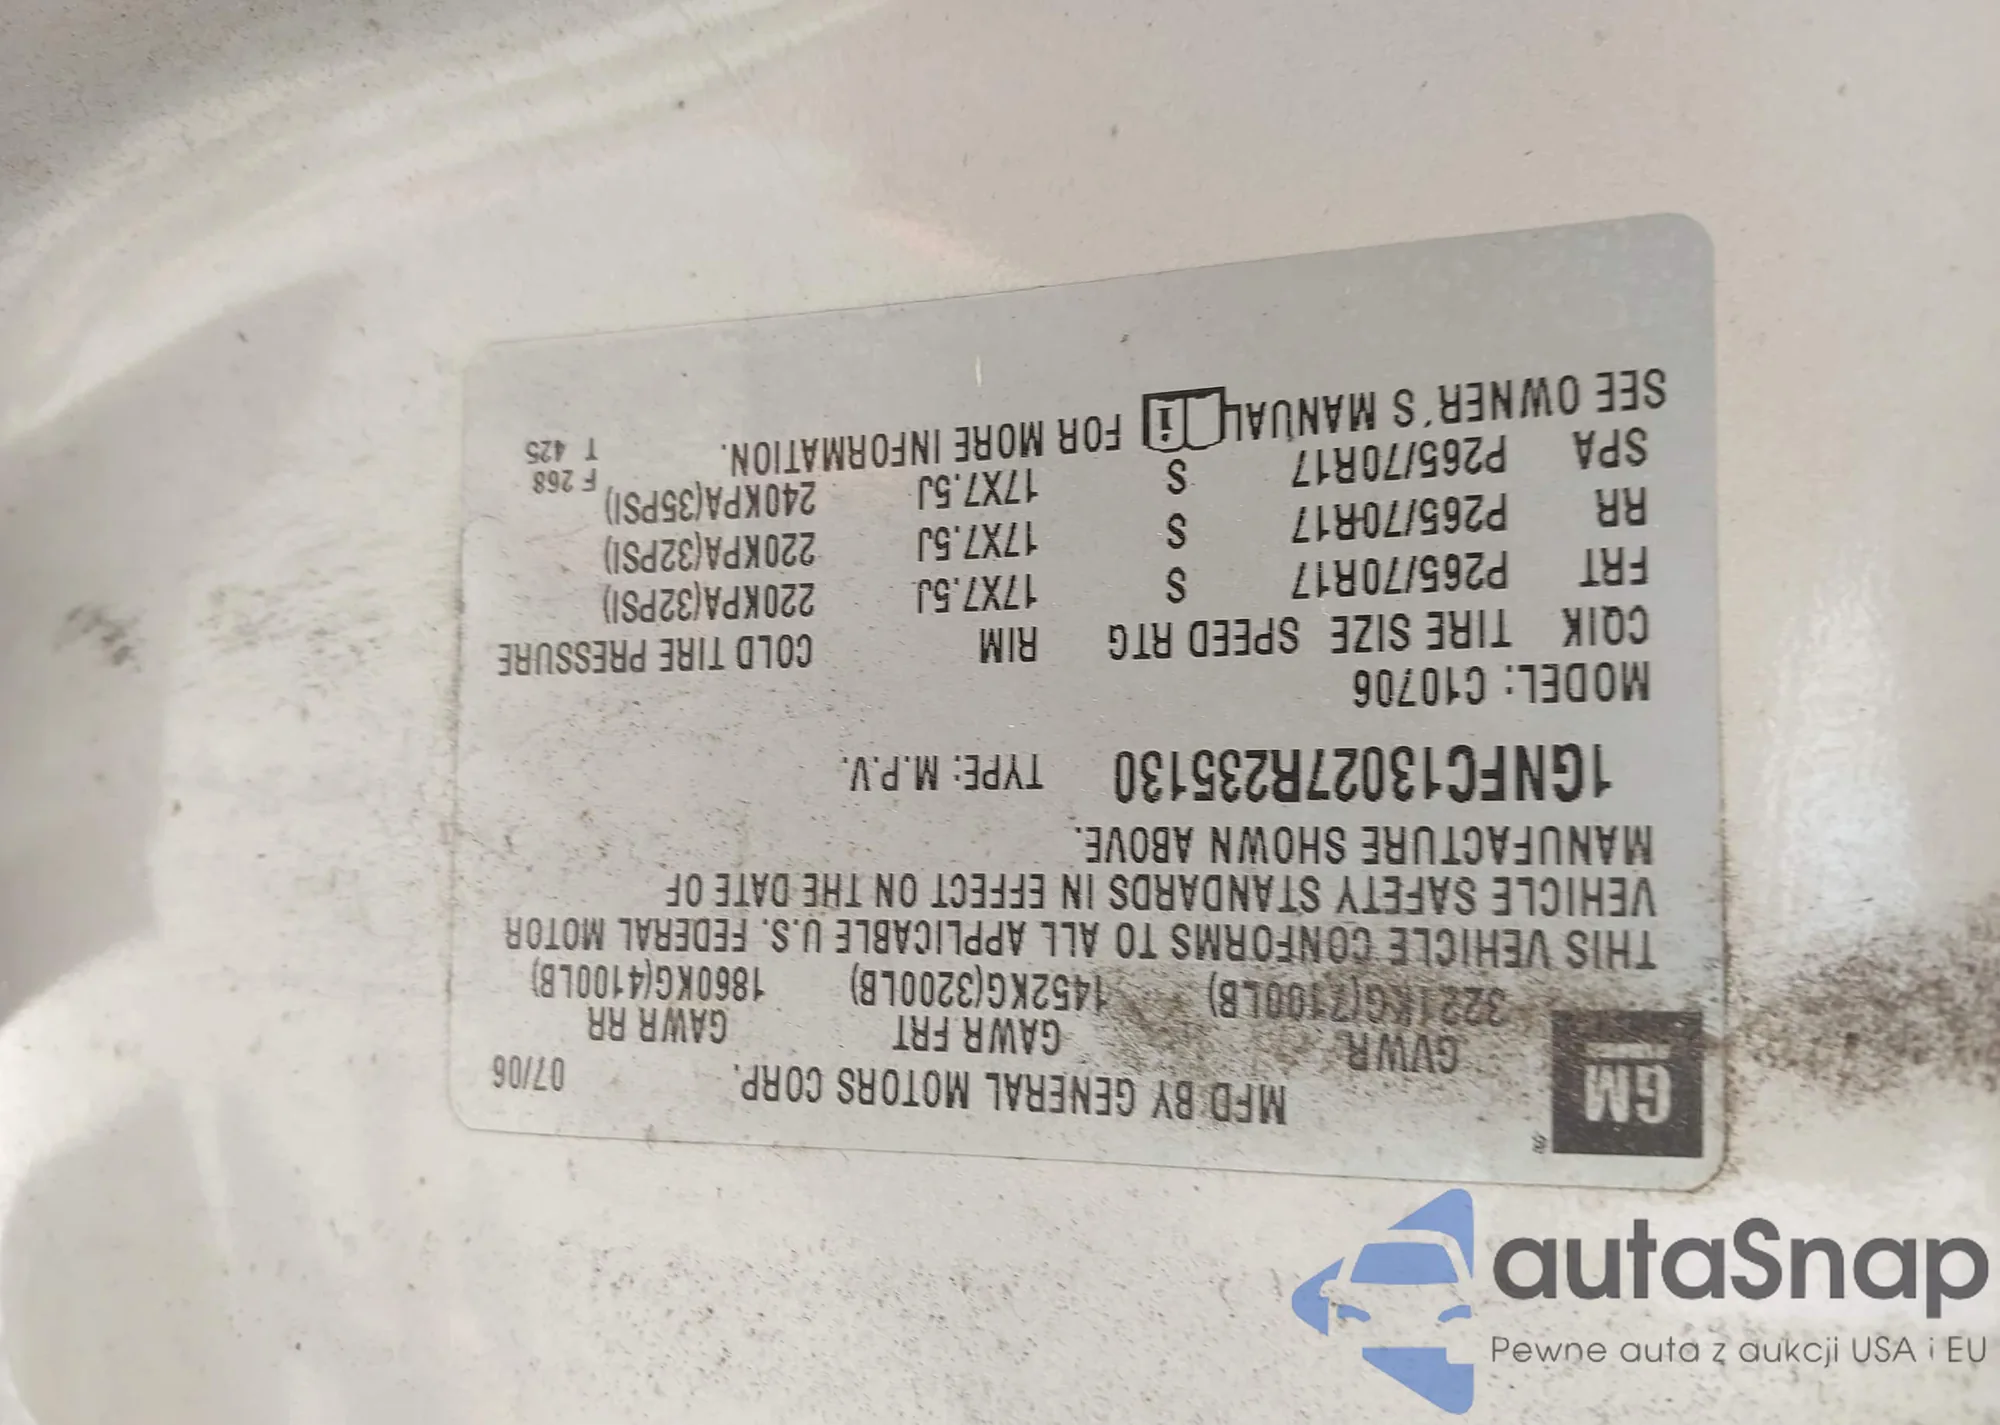 MFD BY GENERAL MOTORS CORP. 07/06
GM
GVWR GAWR FRT GAWR RR
3221KG(7100LB) 1452KG(3200LB) 1860KG(4100LB)
THIS VEHICLE CONFORMS TO ALL APPLICABLE U.S. FEDERAL MOTOR
VEHICLE SAFETY STANDARDS IN EFFECT ON THE DATE OF
MANUFACTURE SHOWN ABOVE.
1GNFC13027R235130 TYPE: M.P.V.
MODEL: C10706
CQIK TIRE SIZE SPEED RTG RIM COLD TIRE PRESSURE
FRT P265/70R17 S 17X7.5J 220KPA(32PSI)
RR P265/70R17 S 17X7.5J 220KPA(32PSI)
SPA P265/70R17 S 17X7.5J 240KPA(35PSI)
SEE OWNER'S MANUAL i FOR MORE INFORMATION.
F 268
T 425
autaSnap
Pewne auta z aukcji USA i EU